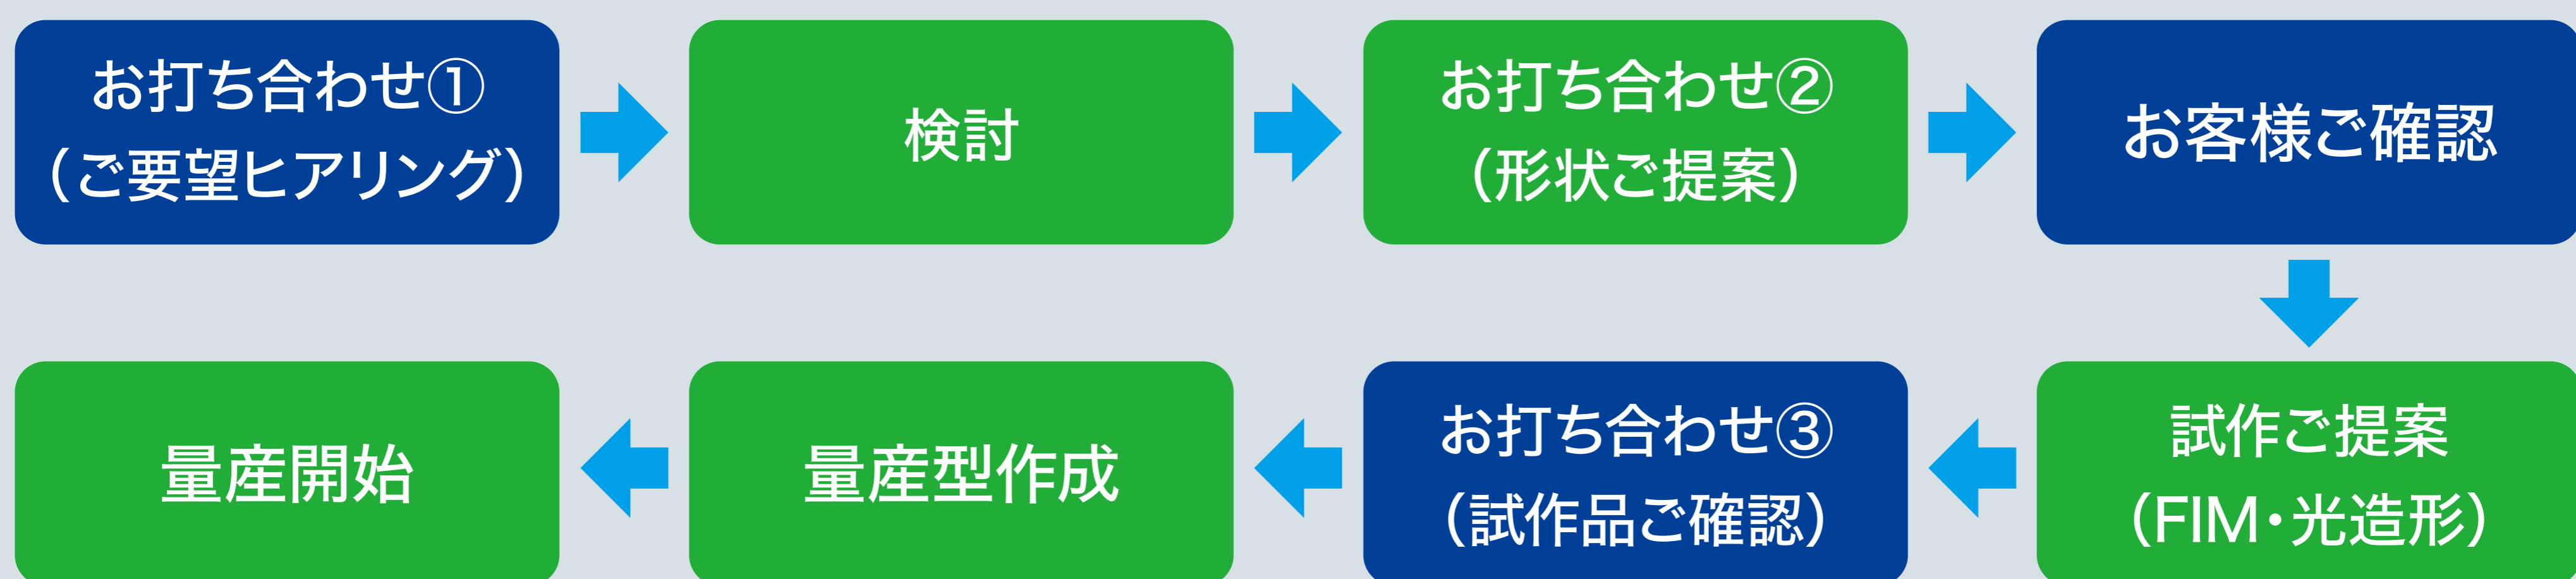 お打ち合わせ①
（ご要望ヒアリング）
検討
お打ち合わせ②
（形状ご提案）
お客様ご確認
試作ご提案
（FIM・光造形）
お打ち合わせ③
（試作品ご確認）
量産型作成
量産開始